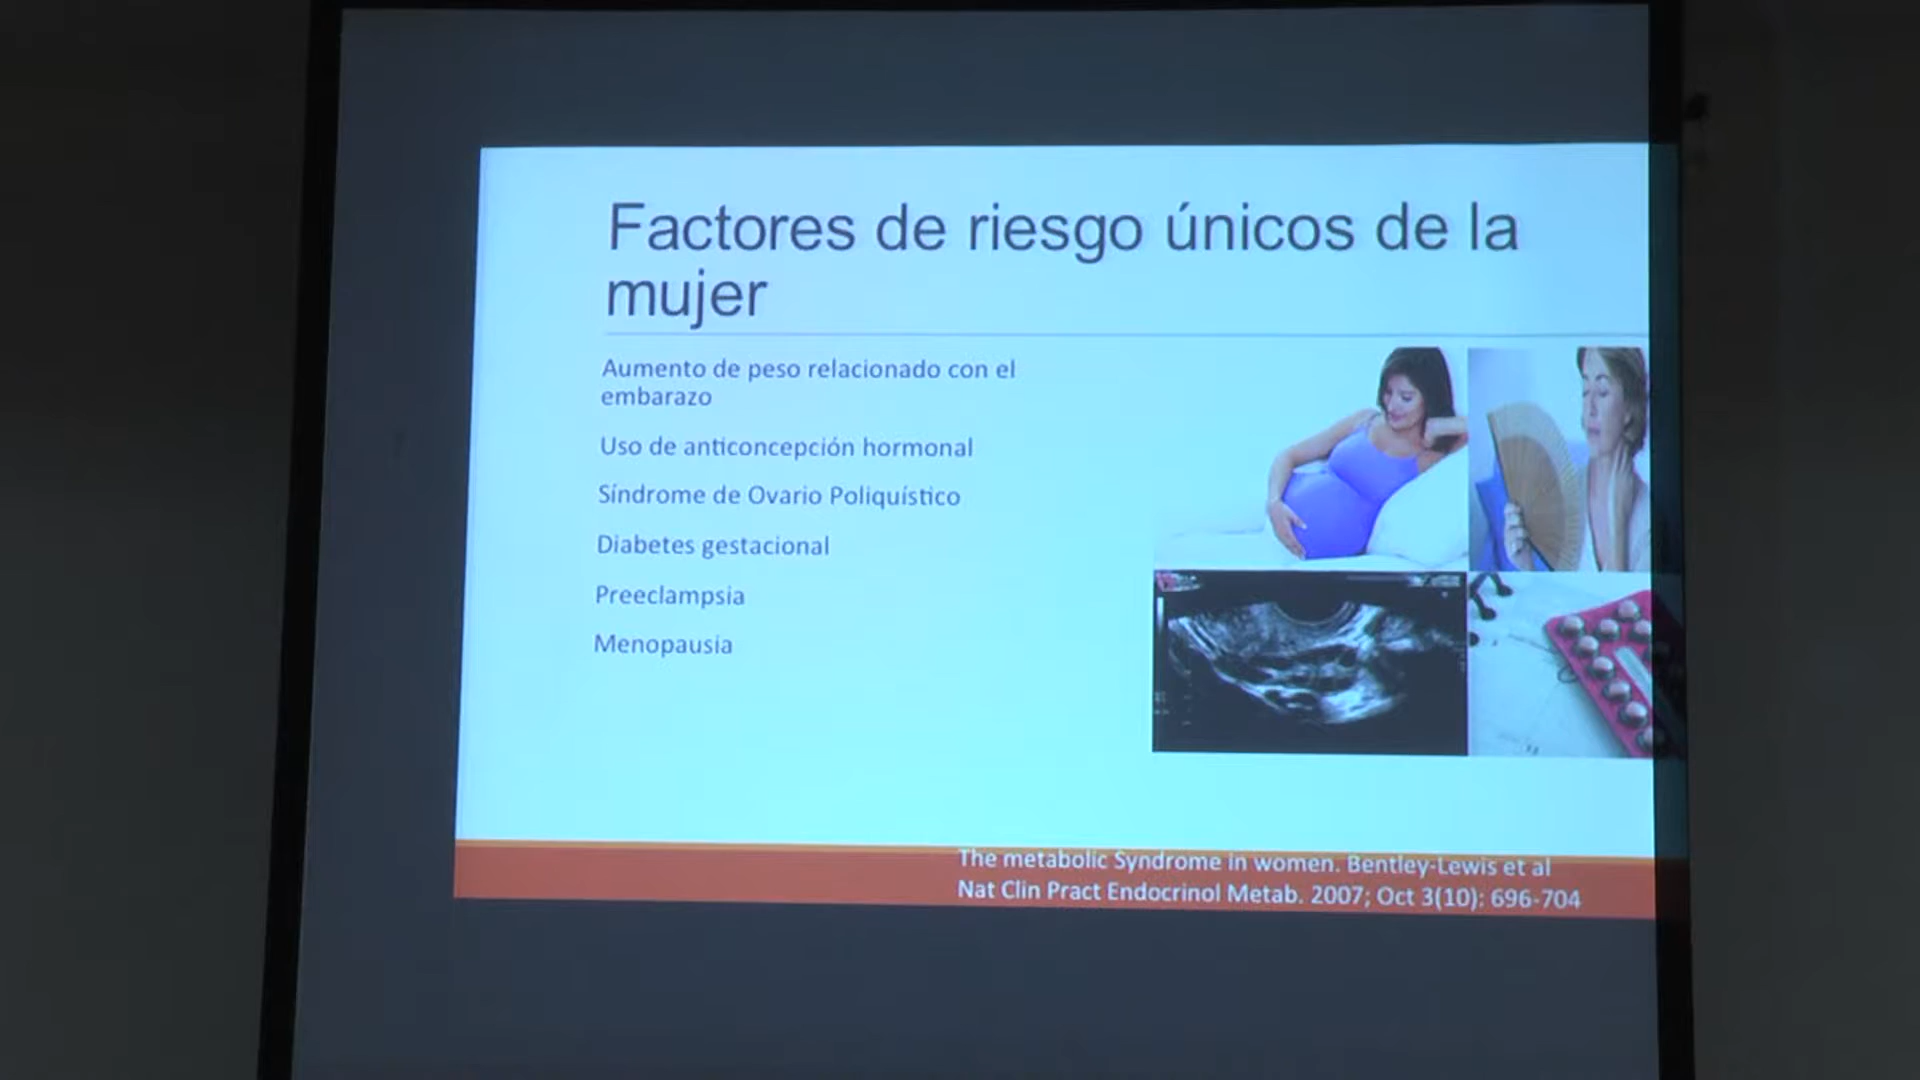 Factores de riesgo únicos de la
mujer
Aumento de peso relacionado con el
embarazo
Uso de anticoncepción hormonal
Síndrome de Ovario Poliquístico
Diabetes gestacional
Preeclampsia
Menopausia
The metabolic Syndrome in women. Bentley-Lewis et al
Nat Clin Pract Endocrinol Metab. 2007; Oct 3(10): 696-704